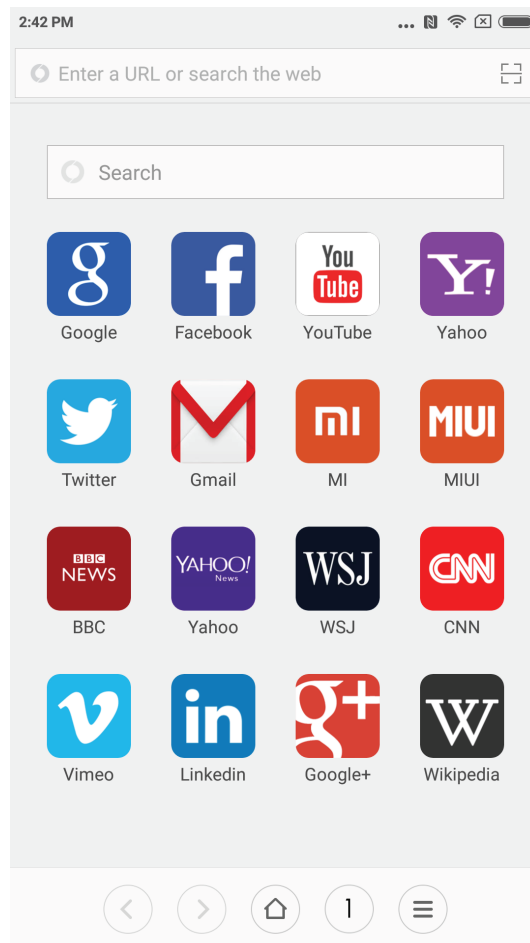 2:42 PM
Enter a URL or search the web
Search
g
f
You
Tube
Y!
Google
Facebook
YouTube
Yahoo
MI
MIUI
Twitter
Gmail
MI
MIUI
BBC
NEWS
YAHOO!
News
WSJ
CNN
BBC
Yahoo
WSJ
CNN
v
in
g+
W
Vimeo
Linkedin
Google+
Wikipedia
1